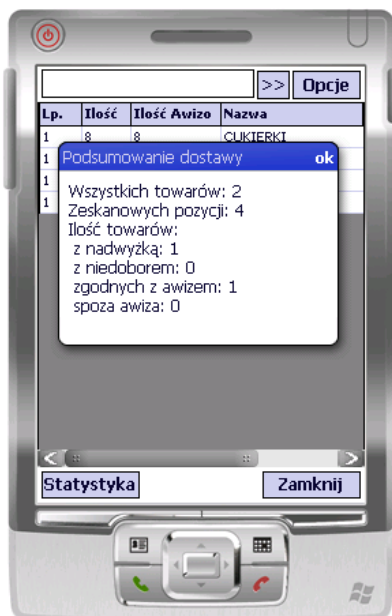 >> Opcje
Lp. Ilość Ilość Awizo Nazwa
1 8 8 CUKIERKI
1
1
1
Podsumowanie dostawy ok
Wszystkich towarów: 2
Zeskanowych pozycji: 4
Ilość towarów:
z nadwyżką: 1
z niedoborem: 0
zgodnych z awizem: 1
spoza awiza: 0
Statystyka Zamknij